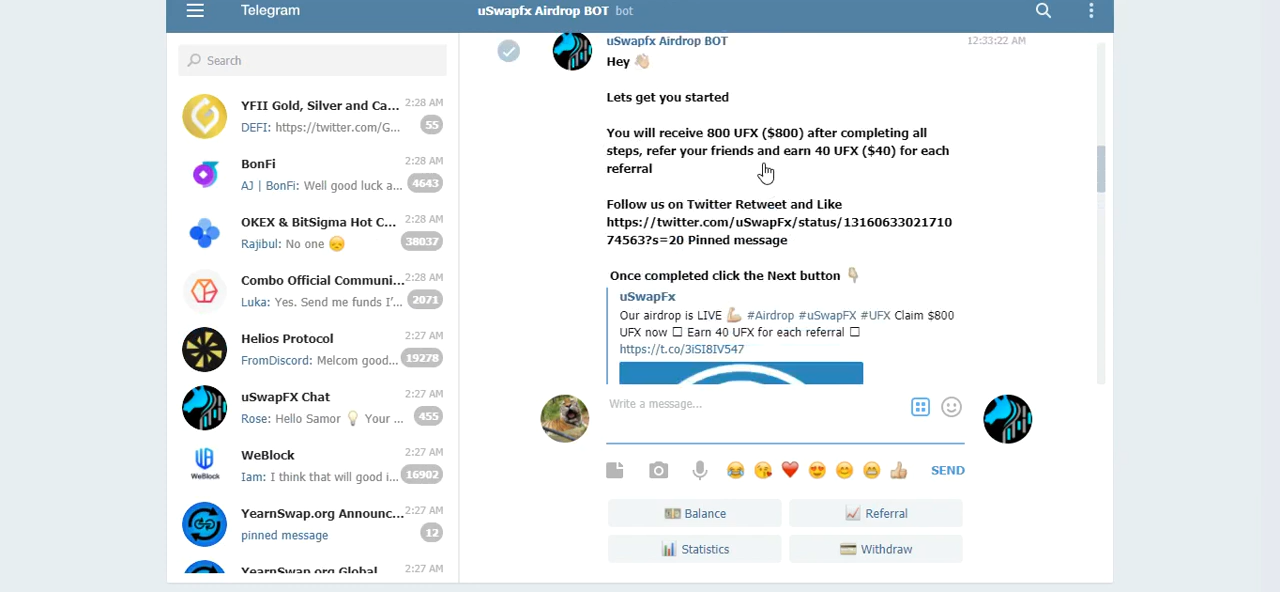 Telegram
uSwapfx Airdrop BOT bot
Search
YFII Gold, Silver and Ca... 2:28 AM
DEFI: https://twitter.com/G... 55
BonFi 2:28 AM
AJ | BonFi: Well good luck a... 4643
OKEX & BitSigma Hot C... 2:28 AM
Rajibul: No one 😞 38037
Combo Official Communi... 2:28 AM
Luka: Yes. Send me funds I'... 2071
Helios Protocol 2:27 AM
FromDiscord: Melcom good... 19278
uSwapFX Chat 2:27 AM
Rose: Hello Samor 💡 Your ... 455
WeBlock 2:27 AM
WeBlock
Iam: I think that will good i... 16902
YearnSwap.org Announc... 2:27 AM
pinned message 12
YearnSwap.org Global 2:27 AM
uSwapfx Airdrop BOT 12:33:22 AM
Hey 👋🏻
Lets get you started
You will receive 800 UFX ($800) after completing all
steps, refer your friends and earn 40 UFX ($40) for each
referral
Follow us on Twitter Retweet and Like
https://twitter.com/uSwapFx/status/13160633021710
74563?s=20 Pinned message
Once completed click the Next button 👇🏼
uSwapFx
Our airdrop is LIVE 💪🏼 #Airdrop #uSwapFX #UFX Claim $800
UFX now □ Earn 40 UFX for each referral □
https://t.co/3iSI8IV547
Write a message...
SEND
Balance
Referral
Statistics
Withdraw